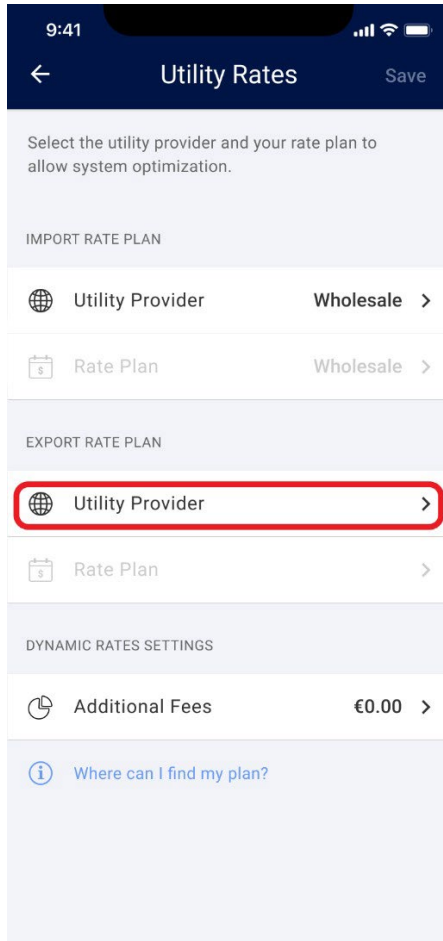 9:41
Utility Rates
Save
Select the utility provider and your rate plan to
allow system optimization.
IMPORT RATE PLAN
Utility Provider Wholesale
$ Rate Plan Wholesale
EXPORT RATE PLAN
Utility Provider
$ Rate Plan
DYNAMIC RATES SETTINGS
Additional Fees €0.00
i Where can I find my plan?